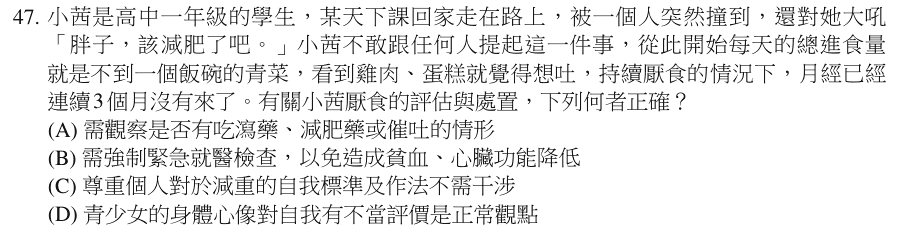 47. 小茜是高中一年級的學生，某天下課回家走在路上，被一個人突然撞到，還對她大吼
「胖子，該減肥了吧。」小茜不敢跟任何人提起這一件事，從此開始每天的總進食量
就是不到一個飯碗的青菜，看到雞肉、蛋糕就覺得想吐，持續厭食的情況下，月經已經
連續3個月沒有來了。有關小茜厭食的評估與處置，下列何者正確？
(A) 需觀察是否有吃瀉藥、減肥藥或催吐的情形
(B) 需強制緊急就醫檢查，以免造成貧血、心臟功能降低
(C) 尊重個人對於減重的自我標準及作法不需干涉
(D) 青少女的身體心像對自我有不當評價是正常觀點